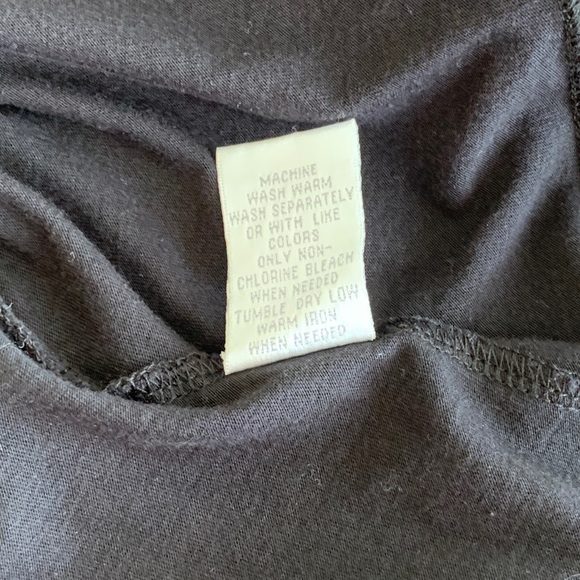 MACHINE
WASH WARM
WASH SEPARATELY
OR WITH LIKE
COLORS
ONLY NON-
CHLORINE BLEACH
WHEN NEEDED
TUMBLE DRY LOW
WARM IRON
WHEN NEEDED